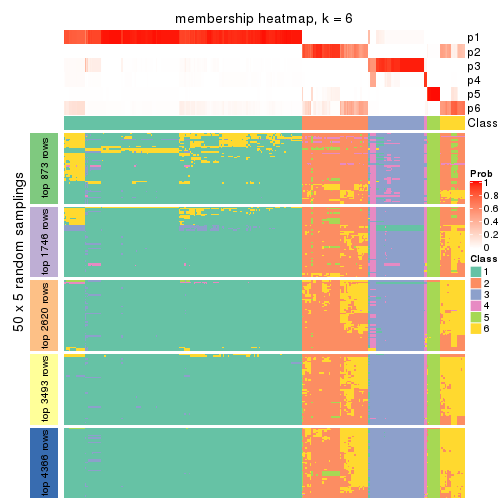 membership heatmap, k = 6
p1
p2
p3
p4
p5
p6
Class
50 x 5 random samplings
top 873 rows
top 1746 rows
top 2620 rows
top 3493 rows
top 4366 rows
Prob
1
0.8
0.6
0.4
0.2
0
Class
1
2
3
4
5
6